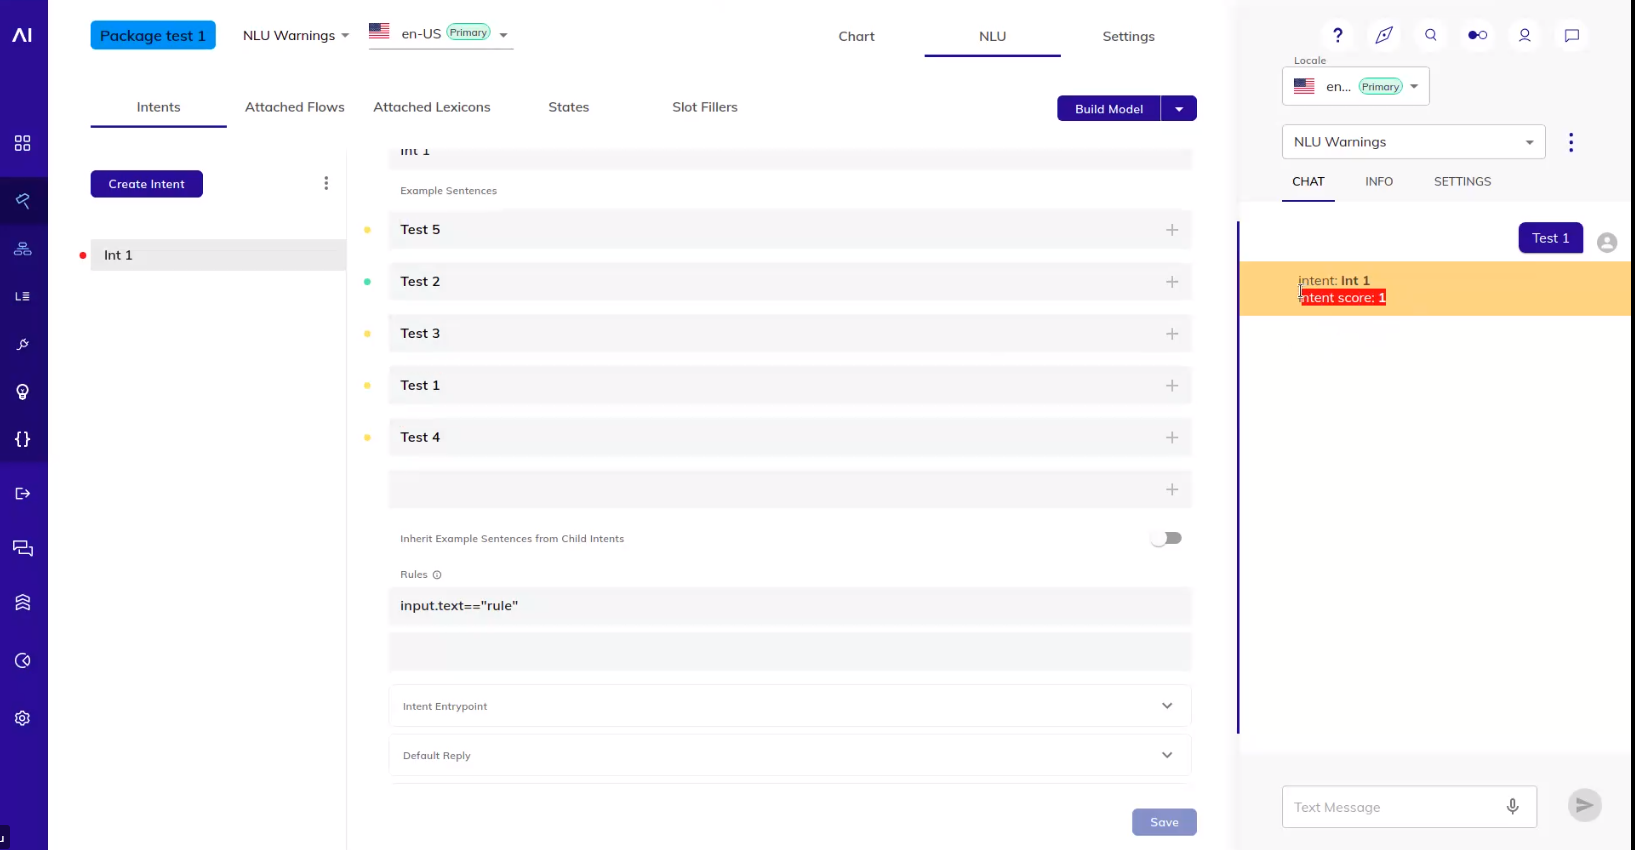 AI
Package test 1
NLU Warnings
en-US Primary
Chart
NLU
Settings
?
Locale
en... Primary
Intents
Attached Flows
Attached Lexicons
States
Slot Fillers
Build Model
NLU Warnings
CHAT
INFO
SETTINGS
Create Intent
Int 1
Int 1
Example Sentences
Test 5
Test 2
Test 3
Test 1
Test 4
Inherit Example Sentences from Child Intents
Rules
input.text=="rule"
Intent Entrypoint
Default Reply
Save
Test 1
intent: Int 1
intent score: 1
Text Message
u